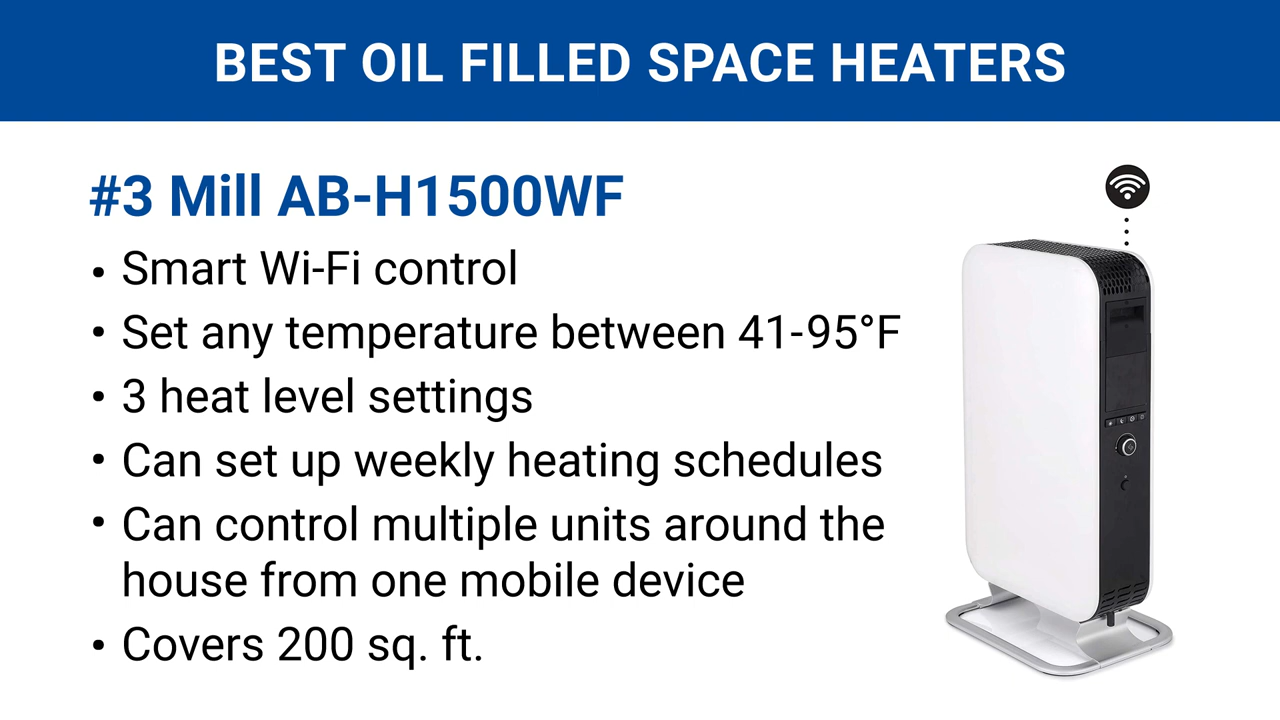 BEST OIL FILLED SPACE HEATERS
#3 Mill AB-H1500WF
• Smart Wi-Fi control
• Set any temperature between 41-95°F
• 3 heat level settings
• Can set up weekly heating schedules
• Can control multiple units around the
house from one mobile device
• Covers 200 sq. ft.